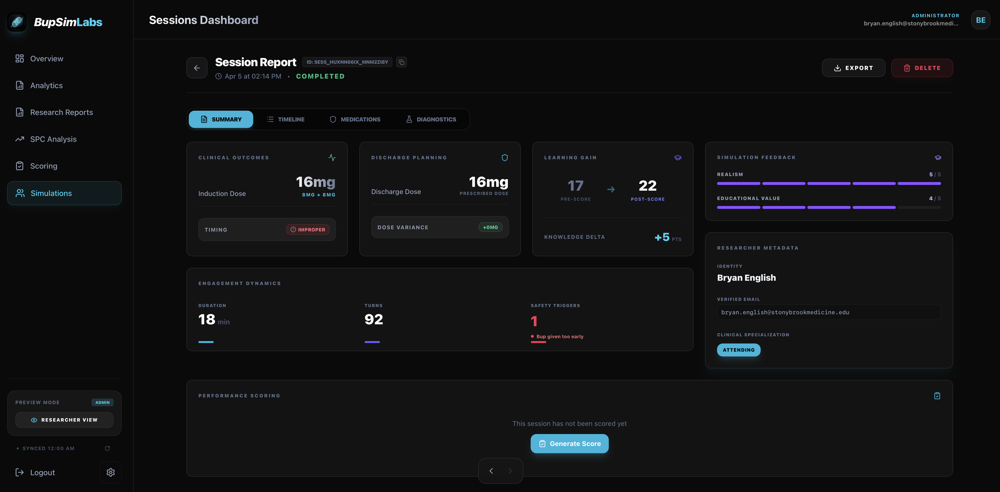 BupSimLabs
Overview
Analytics
Research Reports
SPC Analysis
Scoring
Simulations
PREVIEW MODE
ADMIN
RESEARCHER VIEW
SYNCED 12:00 AM
Logout
Sessions Dashboard
ADMINISTRATOR
bryan.english@stonybrookmedi...
BE
Session Report
ID: SESS_HUXNN66IX_MNM2ZI8Y
Apr 5 at 02:14 PM • COMPLETED
EXPORT
DELETE
SUMMARY
TIMELINE
MEDICATIONS
DIAGNOSTICS
CLINICAL OUTCOMES
Induction Dose
16mg
8MG + 8MG
TIMING
IMPROPER
DISCHARGE PLANNING
Discharge Dose
16mg
PRESCRIBED DOSE
DOSE VARIANCE
+0MG
LEARNING GAIN
17
PRE-SCORE
22
POST-SCORE
KNOWLEDGE DELTA
+5 PTS
SIMULATION FEEDBACK
REALISM
5 / 5
EDUCATIONAL VALUE
4 / 5
RESEARCHER METADATA
IDENTITY
Bryan English
VERIFIED EMAIL
bryan.english@stonybrookmedicine.edu
CLINICAL SPECIALIZATION
ATTENDING
ENGAGEMENT DYNAMICS
DURATION
18 min
TURNS
92
SAFETY TRIGGERS
1
Bup given too early
PERFORMANCE SCORING
This session has not been scored yet
Generate Score